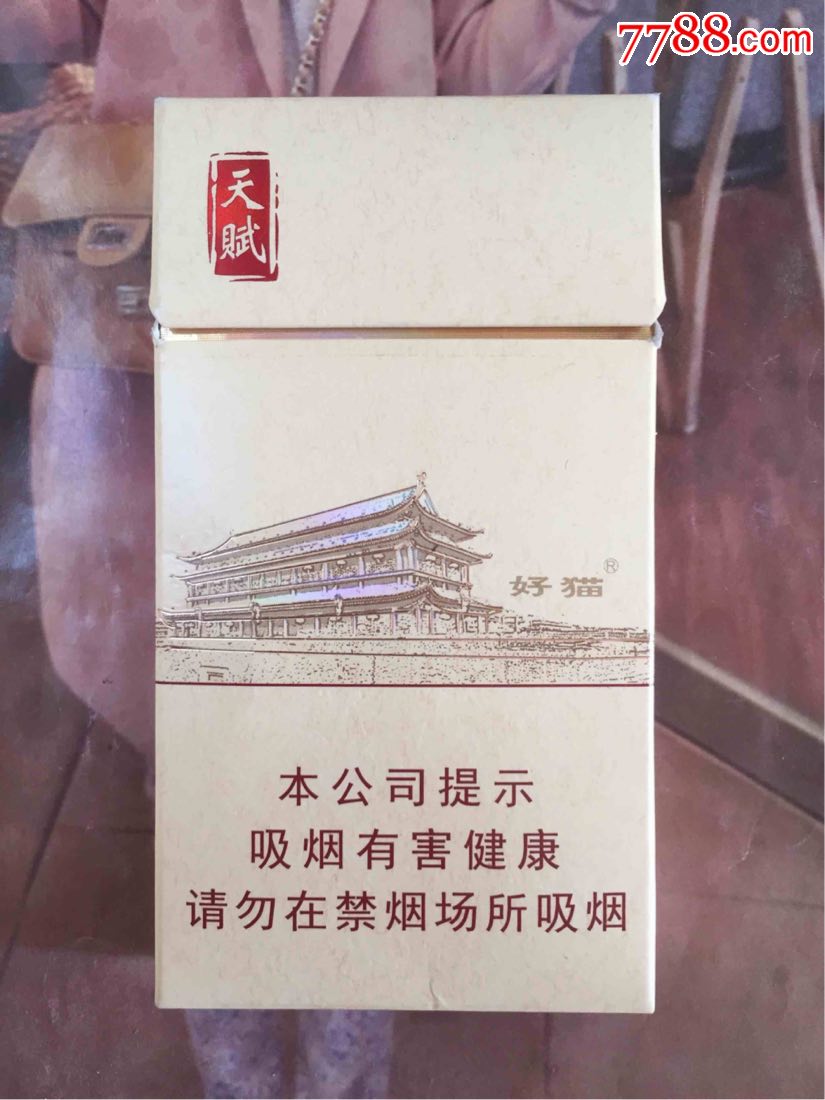 7788.com
天
賦
好猫®
本公司提示
吸烟有害健康
请勿在禁烟场所吸烟